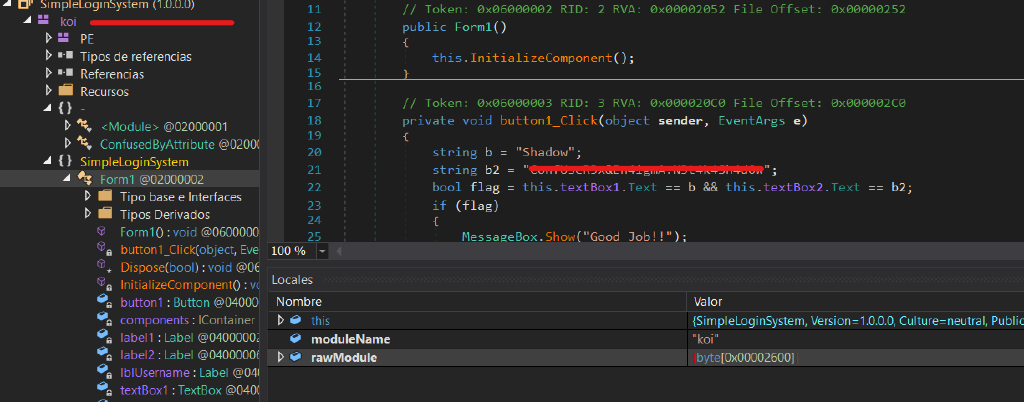 SimpleLoginSystem (1.0.0.0)
koi
PE
Tipos de referencias
Referencias
Recursos
{ } -
<Module> @02000001
ConfusedByAttribute @0200
{ } SimpleLoginSystem
Form1 @02000002
Tipo base e Interfaces
Tipos Derivados
Form1() : void @0600000
button1_Click(object, Eve
Dispose(bool) : void @06
InitializeComponent() : vo
button1 : Button @0400
components : IContainer
label1 : Label @04000002
label2 : Label @04000006
lblUsername : Label @04
textBox1 : TextBox @040
11 // Token: 0x06000002 RID: 2 RVA: 0x00002052 File Offset: 0x00000252
12 public Form1()
13 {
14 this.InitializeComponent();
15 }
16
17 // Token: 0x06000003 RID: 3 RVA: 0x000020C0 File Offset: 0x000002C0
18 private void button1_Click(object sender, EventArgs e)
19 {
20 string b = "Shadow";
21 string b2 = "";
22 bool flag = this.textBox1.Text == b && this.textBox2.Text == b2;
23 if (flag)
24 {
25 MessageBox.Show("Good Job!!");
100 %
Locales
Nombre Valor
this {SimpleLoginSystem, Version=1.0.0.0, Culture=neutral, Public
moduleName "koi"
rawModule byte[0x00002600]